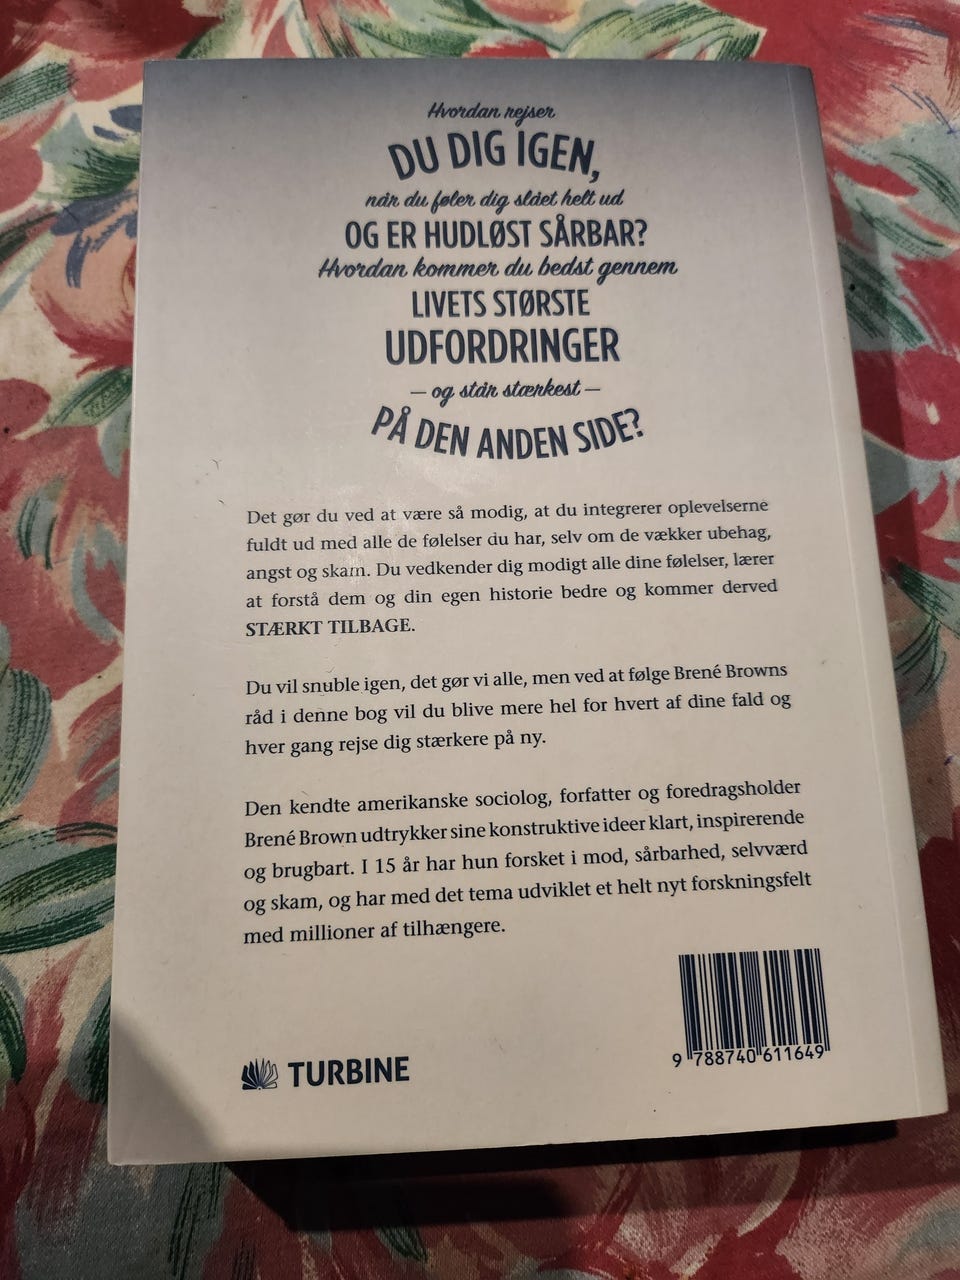 Hvordan rejser
DU DIG IGEN,
når du føler dig slået helt ud
OG ER HUDLØST SÅRBAR?
Hvordan kommer du bedst gennem
LIVETS STØRSTE
UDFORDRINGER
— og står stærkest —
PÅ DEN ANDEN SIDE?
Det gør du ved at være så modig, at du integrerer oplevelserne
fuldt ud med alle de følelser du har, selv om de vækker ubehag,
angst og skam. Du vedkender dig modigt alle dine følelser, lærer
at forstå dem og din egen historie bedre og kommer derved
STÆRKT TILBAGE.
Du vil snuble igen, det gør vi alle, men ved at følge Brené Browns
råd i denne bog vil du blive mere hel for hvert af dine fald og
hver gang rejse dig stærkere på ny.
Den kendte amerikanske sociolog, forfatter og foredragsholder
Brené Brown udtrykker sine konstruktive ideer klart, inspirerende
og brugbart. I 15 år har hun forsket i mod, sårbarhed, selvværd
og skam, og har med det tema udviklet et helt nyt forskningsfelt
med millioner af tilhængere.
TURBINE
9 788740 611649